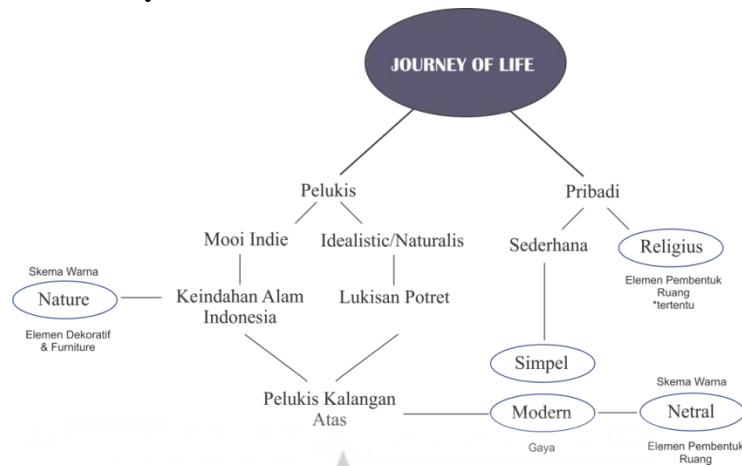 JOURNEY OF LIFE
Pelukis
Pribadi
Mooi Indie
Idealistic/Naturalis
Sederhana
Religius
Skema Warna
Nature
Keindahan Alam
Indonesia
Lukisan Potret
Elemen Pembentuk
Ruang
*tertentu
Elemen Dekoratif
& Furniture
Simpel
Pelukis Kalangan
Atas
Modern
Skema Warna
Netral
Gaya
Elemen Pembentuk
Ruang